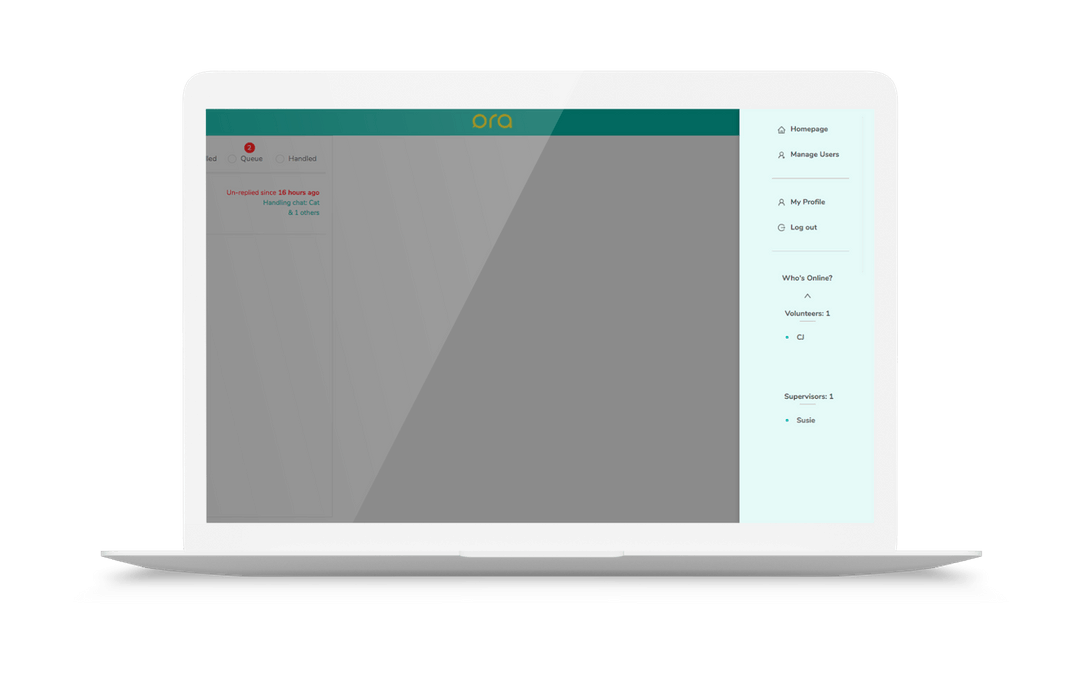 ora
2
led
Queue
Handled
Un-replied since 16 hours ago
Handling chat: Cat
& 1 others
Homepage
Manage Users
My Profile
Log out
Who's Online?
Volunteers: 1
CJ
Supervisors: 1
Susie